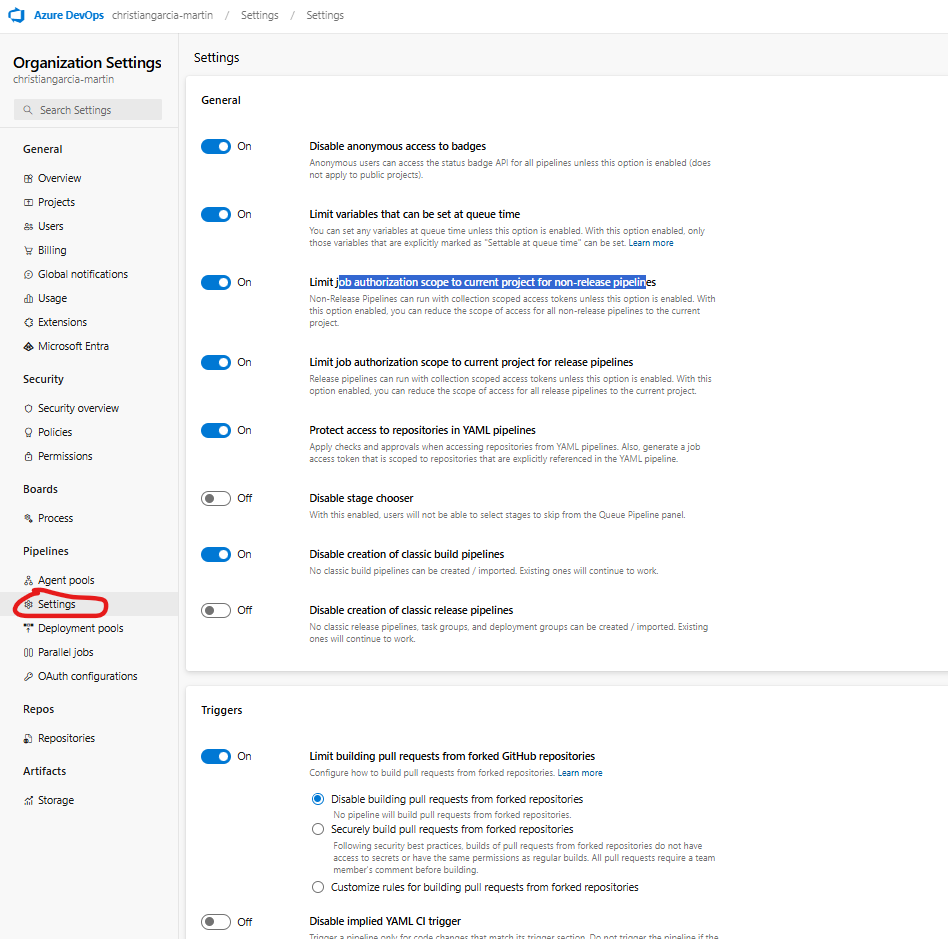 Azure DevOps christiangarcia-martin / Settings / Settings
Organization Settings
christiangarcia-martin
Search Settings
General
Overview
Projects
Users
Billing
Global notifications
Usage
Extensions
Microsoft Entra
Security
Security overview
Policies
Permissions
Boards
Process
Pipelines
Agent pools
Settings
Deployment pools
Parallel jobs
OAuth configurations
Repos
Repositories
Artifacts
Storage
Settings
General
On Disable anonymous access to badges
Anonymous users can access the status badge API for all pipelines unless this option is enabled (does
not apply to public projects).
On Limit variables that can be set at queue time
You can set any variables at queue time unless this option is enabled. With this option enabled, only
those variables that are explicitly marked as "Settable at queue time" can be set. Learn more
On Limit job authorization scope to current project for non-release pipelines
Non-Release Pipelines can run with collection scoped access tokens unless this option is enabled. With
this option enabled, you can reduce the scope of access for all non-release pipelines to the current
project.
On Limit job authorization scope to current project for release pipelines
Release pipelines can run with collection scoped access tokens unless this option is enabled. With this
option enabled, you can reduce the scope of access for all release pipelines to the current project.
On Protect access to repositories in YAML pipelines
Apply checks and approvals when accessing repositories from YAML pipelines. Also, generate a job
access token that is scoped to repositories that are explicitly referenced in the YAML pipeline.
Off Disable stage chooser
With this enabled, users will not be able to select stages to skip from the Queue Pipeline panel.
On Disable creation of classic build pipelines
No classic build pipelines can be created / imported. Existing ones will continue to work.
Off Disable creation of classic release pipelines
No classic release pipelines, task groups, and deployment groups can be created / imported. Existing
ones will continue to work.
Triggers
On Limit building pull requests from forked GitHub repositories
Configure how to build pull requests from forked repositories. Learn more
Disable building pull requests from forked repositories
No pipeline will build pull requests from forked repositories.
Securely build pull requests from forked repositories
Following security best practices, builds of pull requests from forked repositories do not have
access to secrets or have the same permissions as regular builds. All pull requests require a team
member's comment before building.
Customize rules for building pull requests from forked repositories
Off Disable implied YAML CI trigger
Trigger a pipeline only for code changes that match its trigger section. Do not trigger the pipeline if the